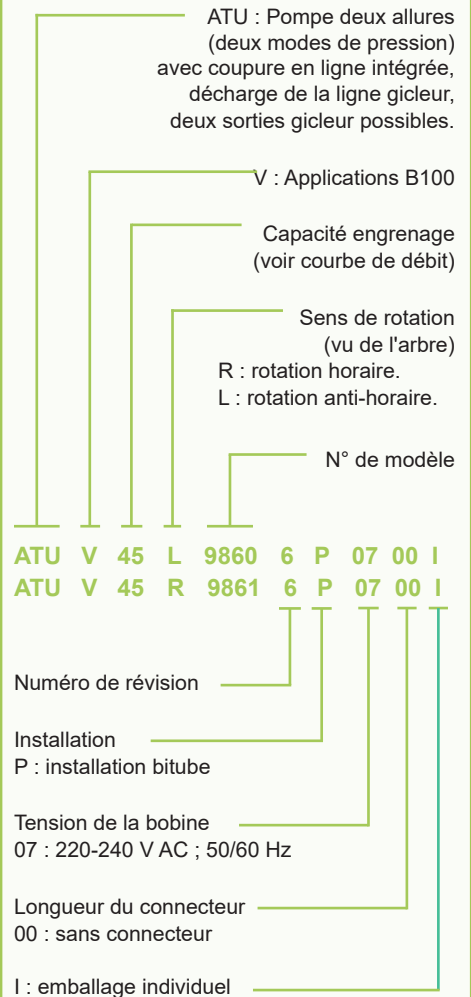 ATU : Pompe deux allures
(deux modes de pression)
avec coupure en ligne intégrée,
décharge de la ligne gicleur,
deux sorties gicleur possibles.
V : Applications B100
Capacité engrenage
(voir courbe de débit)
Sens de rotation
(vu de l'arbre)
R : rotation horaire.
L : rotation anti-horaire.
N° de modèle
ATU V 45 L 9860 6 P 07 00 I
ATU V 45 R 9861 6 P 07 00 I
Numéro de révision
Installation
P : installation bitube
Tension de la bobine
07 : 220-240 V AC ; 50/60 Hz
Longueur du connecteur
00 : sans connecteur
I : emballage individuel